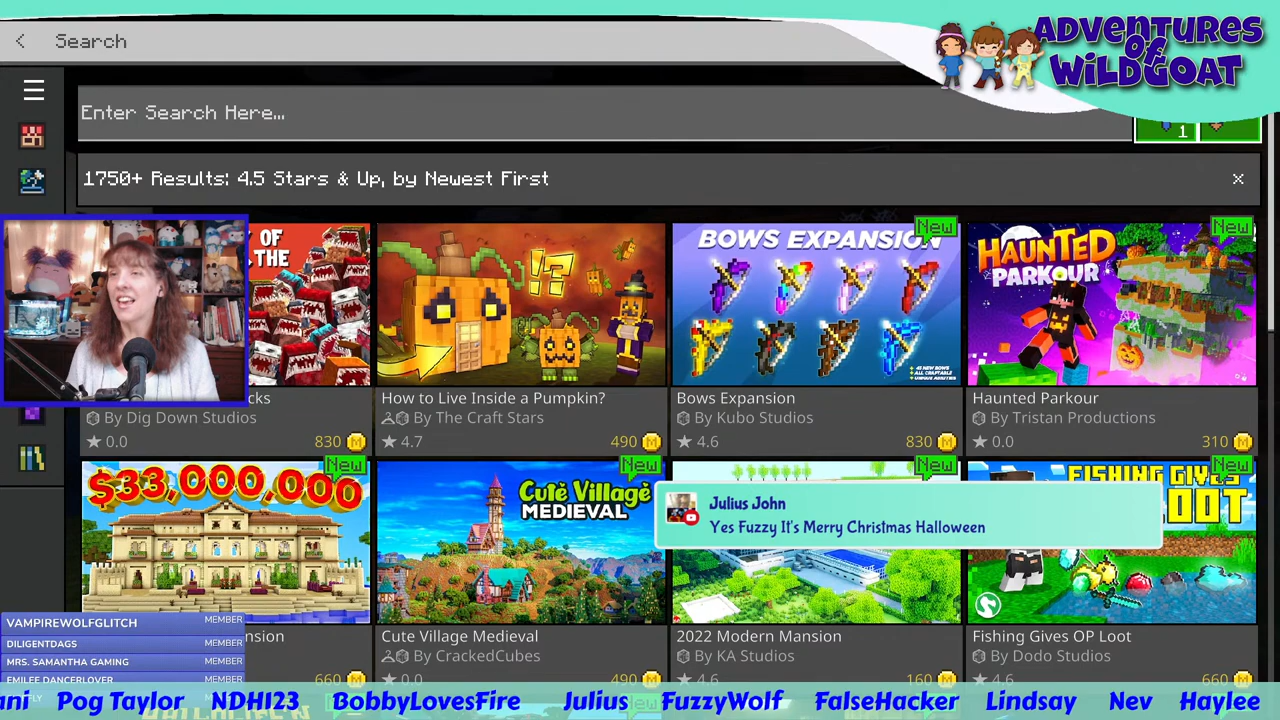 Search
ADVENTURES
OF
WILDGOAT
Enter Search Here...
1
1750+ Results: 4.5 Stars & Up, by Newest First
OF
THE
By Dig Down Studios
0.0
830
!?
How to Live Inside a Pumpkin?
By The Craft Stars
4.7
490
New
BOWS EXPANSION
Bows Expansion
By Kubo Studios
4.6
830
New
HAUNTED
PARKOUR
Haunted Parkour
By Tristan Productions
0.0
310
New
$33,000,000
660
New
Cute Village
MEDIEVAL
Cute Village Medieval
By CrackedCubes
0.0
490
New
2022 Modern Mansion
By KA Studios
4.6
160
New
FISHING GIVES
Fishing Gives OP Loot
By Dodo Studios
4.6
660
Julius John
Yes Fuzzy It's Merry Christmas Halloween
VAMPIREWOLFGLITCH MEMBER
DILIGENTDAGS MEMBER
MRS. SAMANTHA GAMING MEMBER
EMILEE DANCERLOVER MEMBER
Pog Taylor NDH123 BobbyLovesFire Julius FuzzyWolf FalseHacker Lindsay Nev Haylee